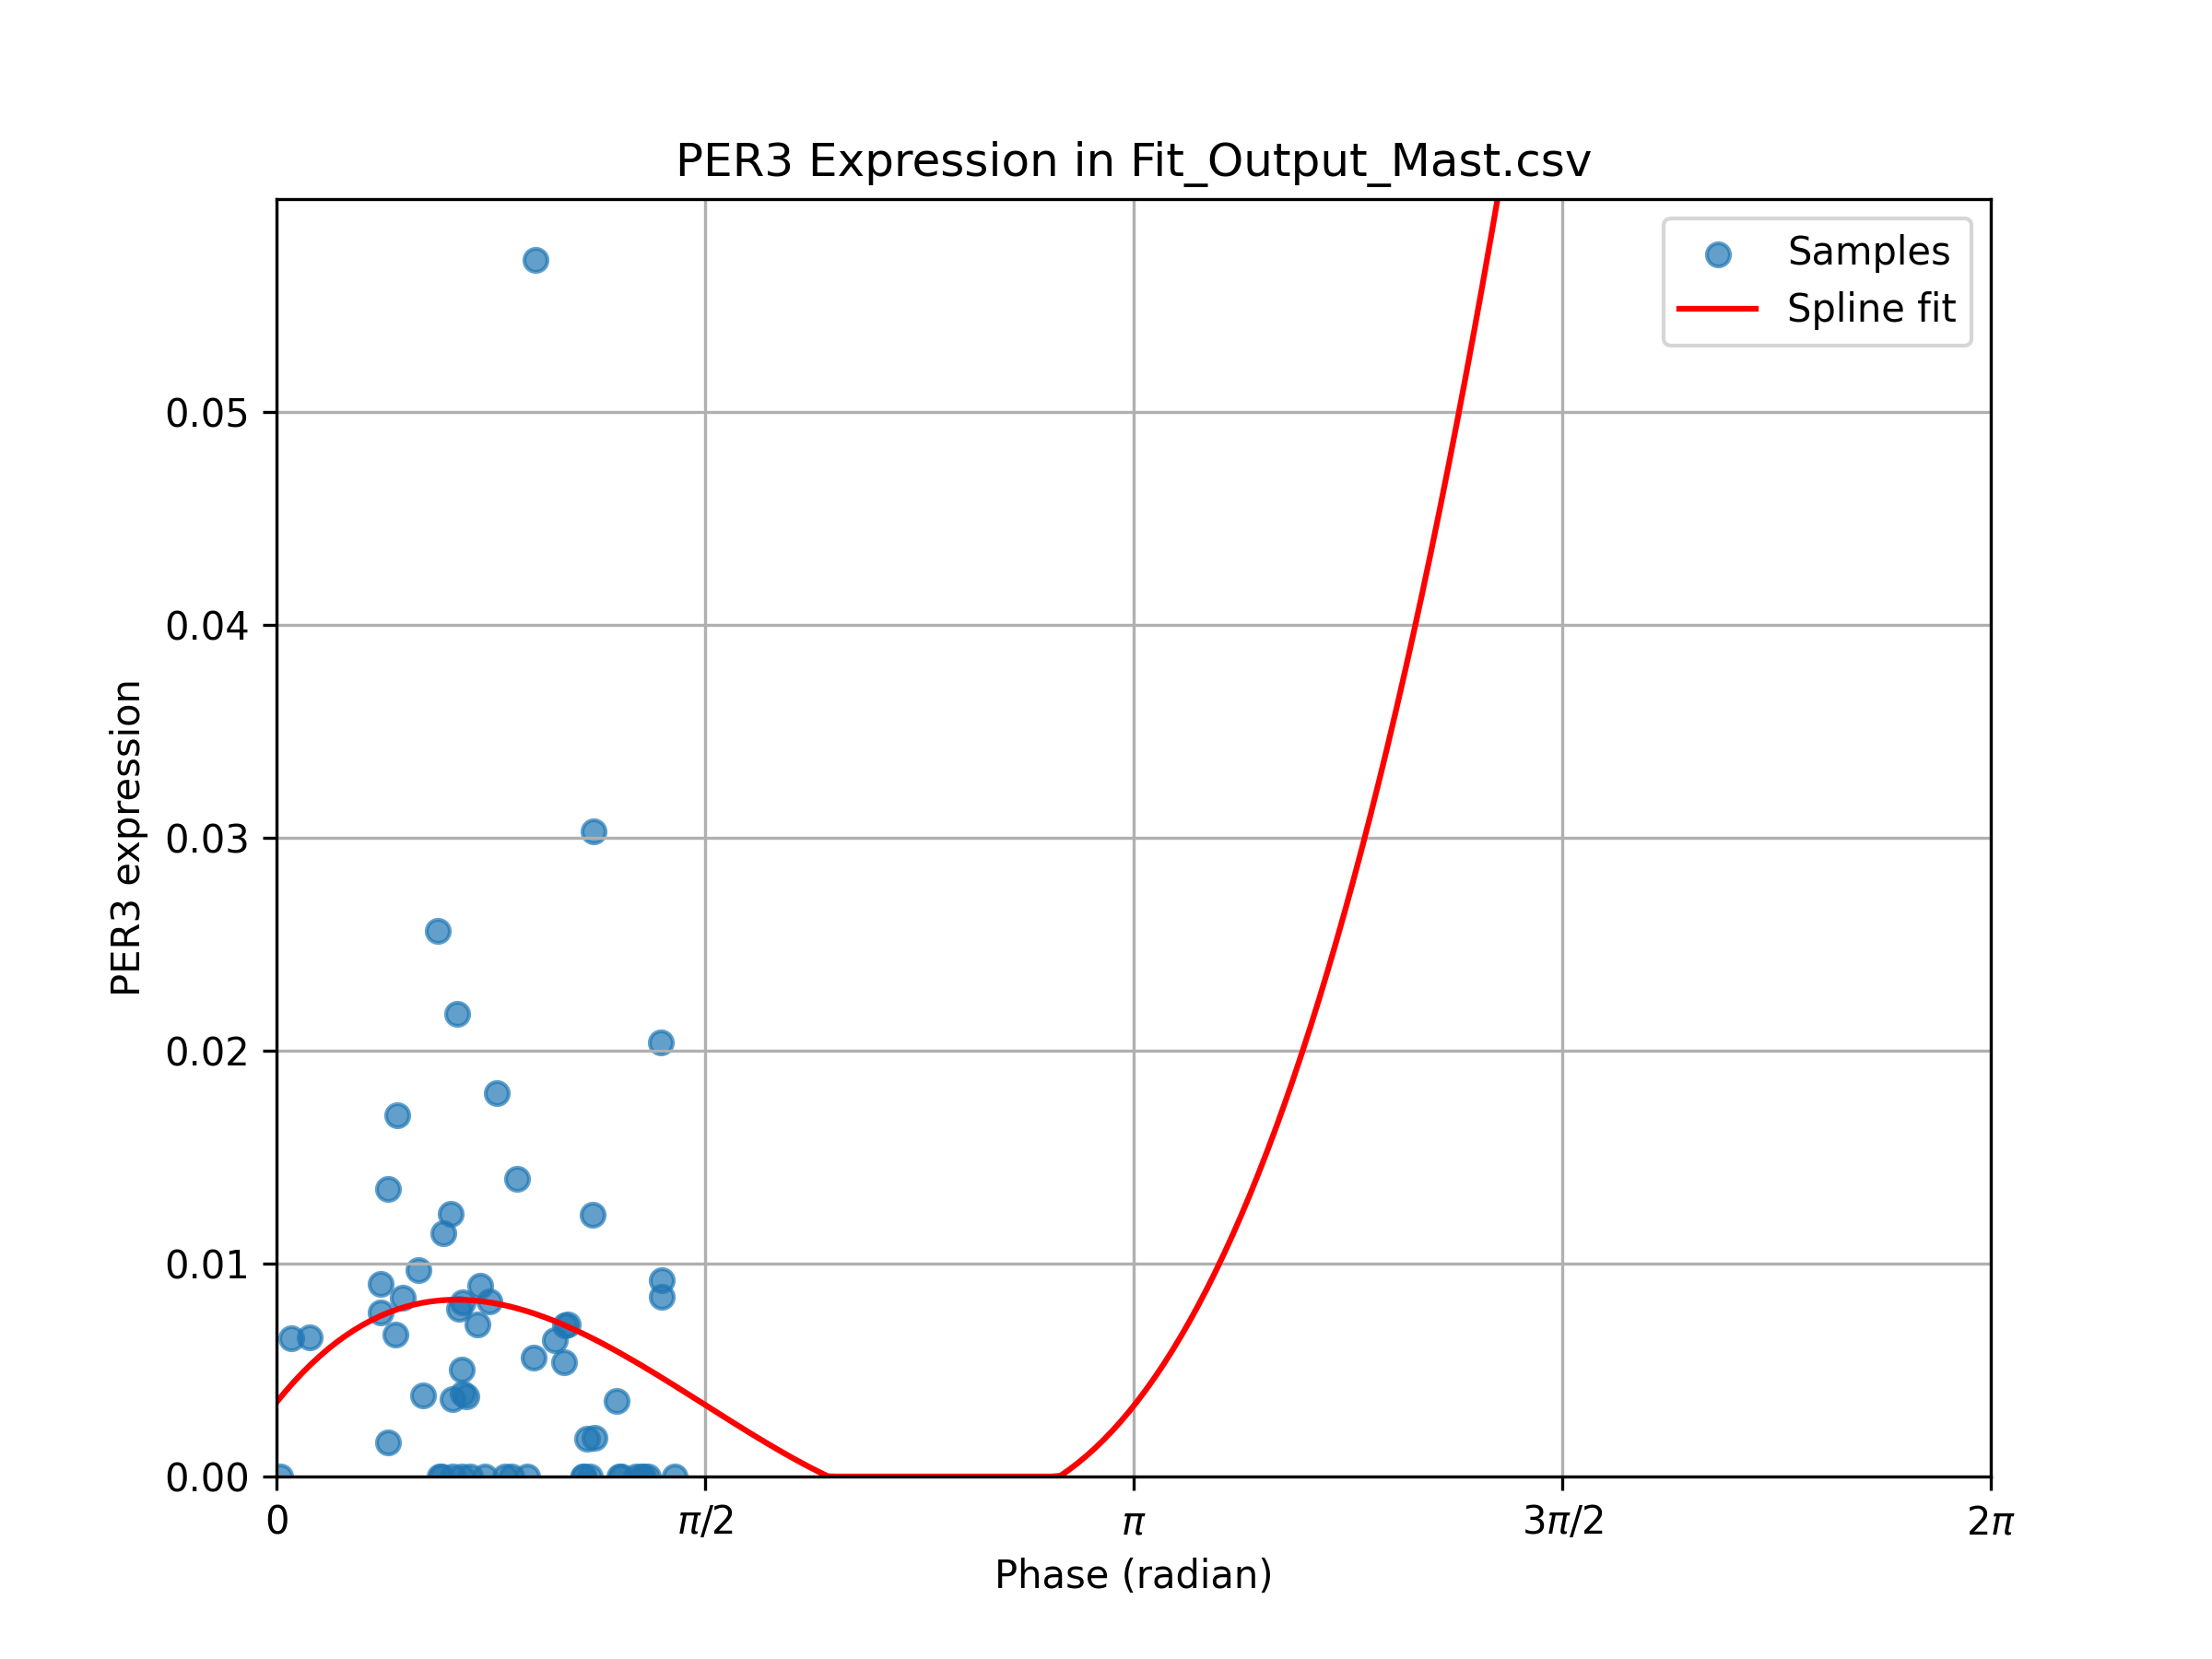 PER3 Expression in Fit_Output_Mast.csv
Samples
Spline fit
0.05
0.04
0.03
0.02
0.01
0.00
PER3 expression
0
π/2
π
3π/2
2π
Phase (radian)